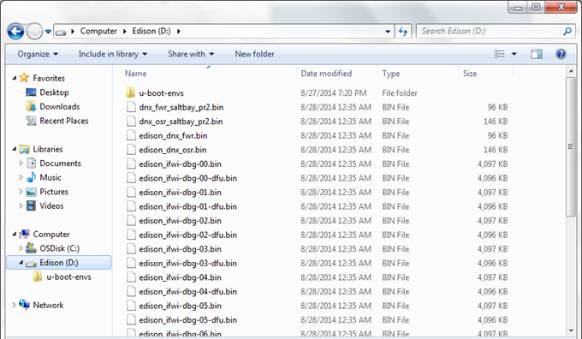 Computer ▸ Edison (D:) ▸
Search Edison (D:)
Organize ▾ Include in library ▾ Share with ▾ New folder
Favorites
Desktop
Downloads
Recent Places
Libraries
Documents
Music
Pictures
Videos
Computer
OSDisk (C:)
Edison (D:)
u-boot-envs
Network
Name Date modified Type Size
u-boot-envs 8/27/2014 7:20 PM File folder
dnx_fwr_saltbay_pr2.bin 8/28/2014 12:35 AM BIN File 96 KB
dnx_osr_saltbay_pr2.bin 8/28/2014 12:35 AM BIN File 146 KB
edison_dnx_fwr.bin 8/28/2014 12:35 AM BIN File 96 KB
edison_dnx_osr.bin 8/28/2014 12:35 AM BIN File 146 KB
edison_ifwi-dbg-00.bin 8/28/2014 12:35 AM BIN File 4,097 KB
edison_ifwi-dbg-00-dfu.bin 8/28/2014 12:35 AM BIN File 4,096 KB
edison_ifwi-dbg-01.bin 8/28/2014 12:35 AM BIN File 4,097 KB
edison_ifwi-dbg-01-dfu.bin 8/28/2014 12:35 AM BIN File 4,096 KB
edison_ifwi-dbg-02.bin 8/28/2014 12:35 AM BIN File 4,097 KB
edison_ifwi-dbg-02-dfu.bin 8/28/2014 12:35 AM BIN File 4,096 KB
edison_ifwi-dbg-03.bin 8/28/2014 12:35 AM BIN File 4,097 KB
edison_ifwi-dbg-03-dfu.bin 8/28/2014 12:35 AM BIN File 4,096 KB
edison_ifwi-dbg-04.bin 8/28/2014 12:35 AM BIN File 4,097 KB
edison_ifwi-dbg-04-dfu.bin 8/28/2014 12:35 AM BIN File 4,096 KB
edison_ifwi-dbg-05.bin 8/28/2014 12:35 AM BIN File 4,097 KB
edison_ifwi-dbg-05-dfu.bin 8/28/2014 12:35 AM BIN File 4,096 KB
edison_ifwi-dbg-06.bin 8/28/2014 12:35 AM BIN File 4,097 KB